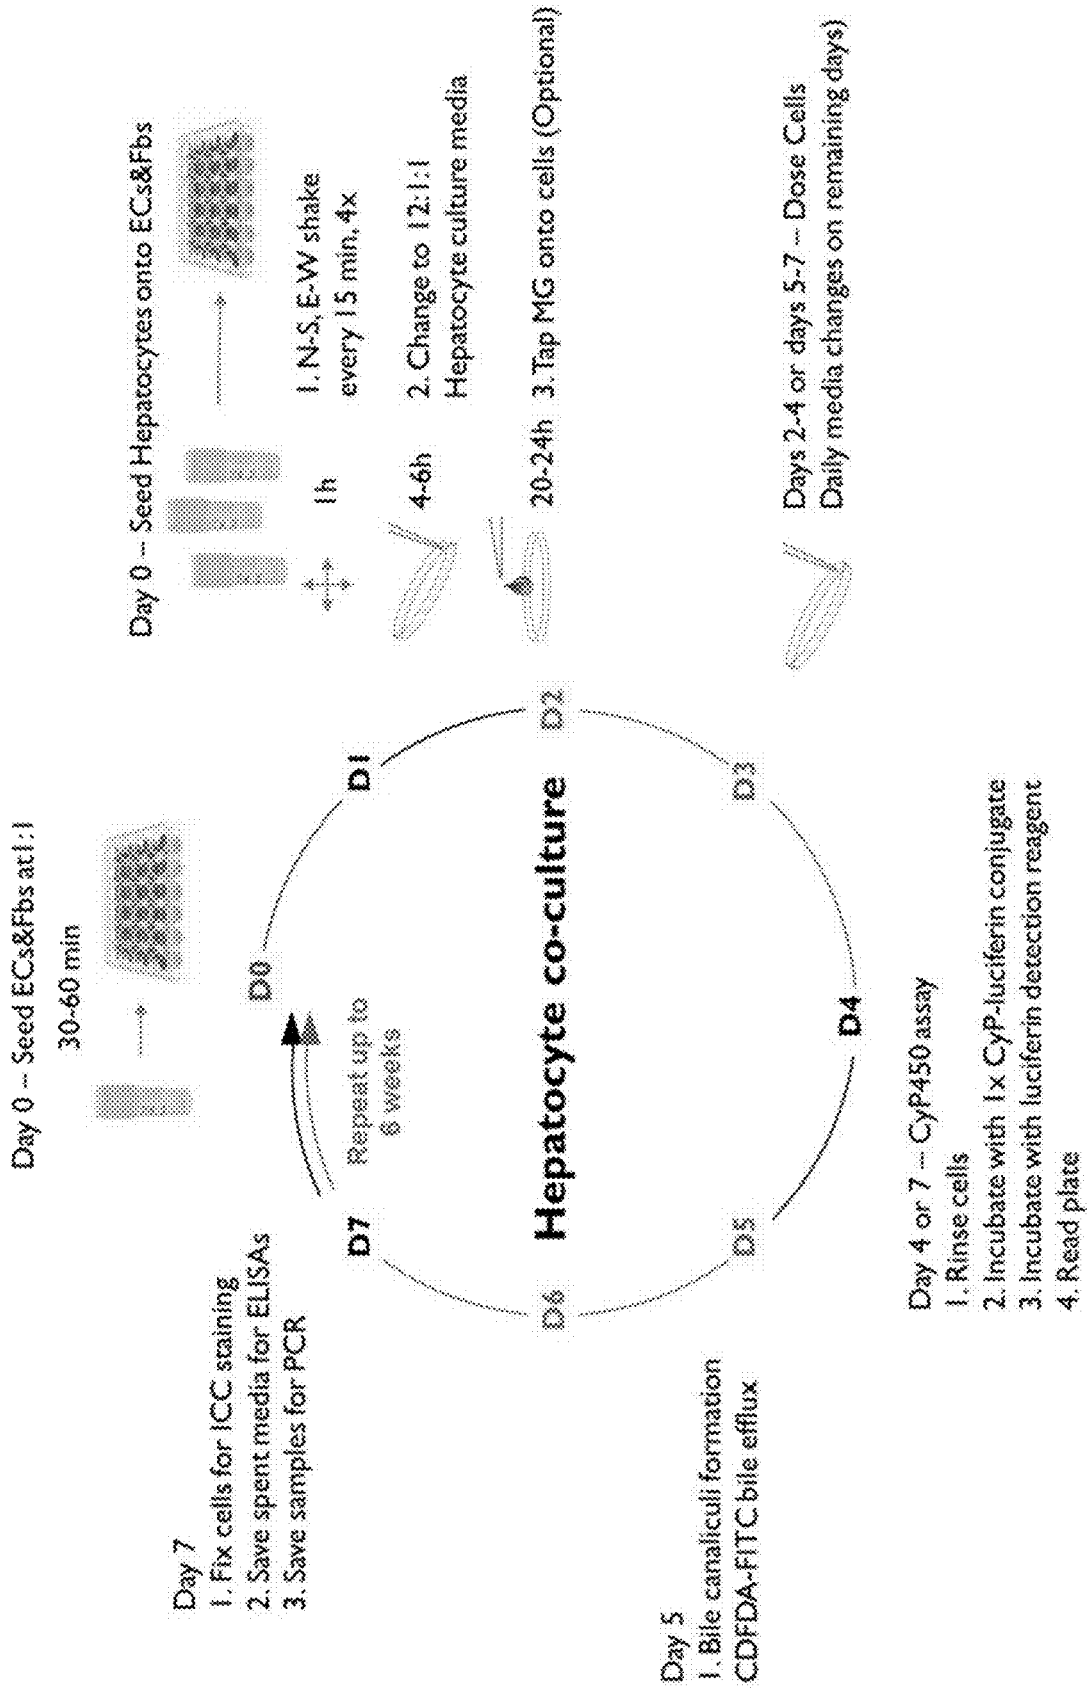 Day 0 – Seed ECs&Fbs at 1:1
30-60 min
Day 0 – Seed Hepatocytes onto ECs&Fbs
1h
1. N-S, E-W shake
every 15 min, 4x
4-6h
2. Change to 12:1:1
Hepatocyte culture media
20-24h
3. Tap MG onto cells (Optional)
Days 2-4 or days 5-7 – Dose Cells
Daily media changes on remaining days)
Day 4 or 7 – CyP450 assay
1. Rinse cells
2. Incubate with 1x CyP-luciferin conjugate
3. Incubate with luciferin detection reagent
4. Read plate
Day 5
1. Bile canaliculi formation
CDFDA-FITC bile efflux
Day 7
1. Fix cells for ICC staining
2. Save spent media for ELISAs
3. Save samples for PCR
D0
D1
D2
D3
D4
D5
D6
D7
Repeat up to
6 weeks
Hepatocyte co-culture